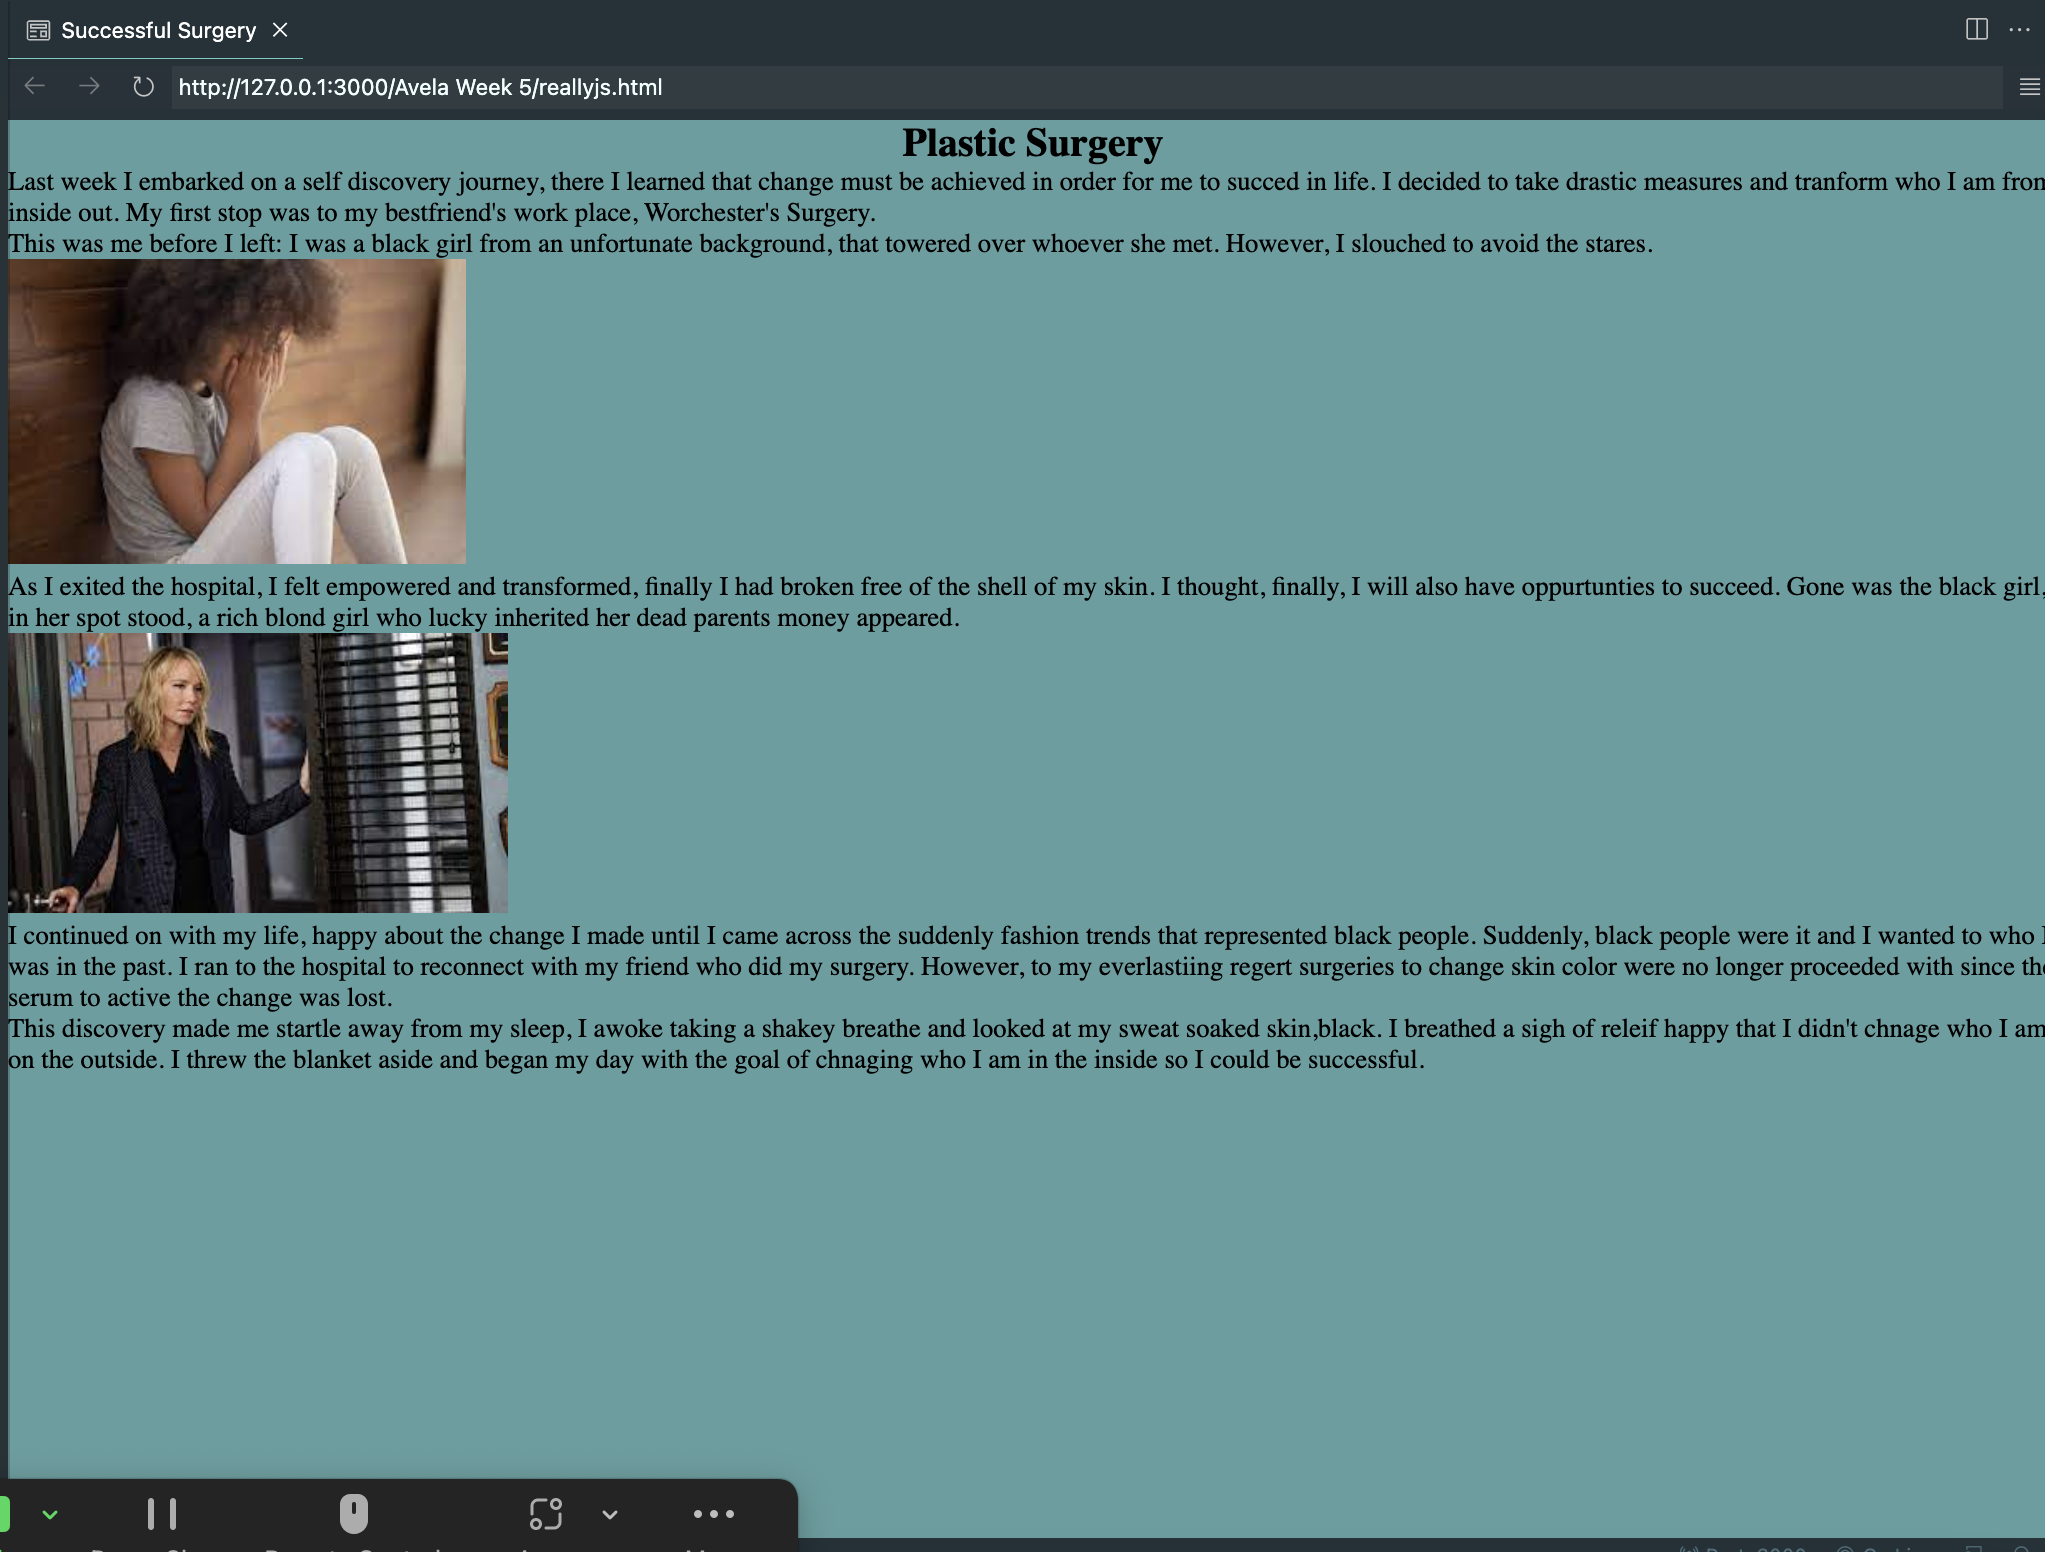 Successful Surgery
http://127.0.0.1:3000/Avela Week 5/reallyjs.html
Plastic Surgery
Last week I embarked on a self discovery journey, there I learned that change must be achieved in order for me to succed in life. I decided to take drastic measures and tranform who I am from
inside out. My first stop was to my bestfriend's work place, Worchester's Surgery.
This was me before I left: I was a black girl from an unfortunate background, that towered over whoever she met. However, I slouched to avoid the stares.
As I exited the hospital, I felt empowered and transformed, finally I had broken free of the shell of my skin. I thought, finally, I will also have oppurtunties to succeed. Gone was the black girl,
in her spot stood, a rich blond girl who lucky inherited her dead parents money appeared.
I continued on with my life, happy about the change I made until I came across the suddenly fashion trends that represented black people. Suddenly, black people were it and I wanted to who I
was in the past. I ran to the hospital to reconnect with my friend who did my surgery. However, to my everlastiing regert surgeries to change skin color were no longer proceeded with since the
serum to active the change was lost.
This discovery made me startle away from my sleep, I awoke taking a shakey breathe and looked at my sweat soaked skin,black. I breathed a sigh of releif happy that I didn't chnage who I am
on the outside. I threw the blanket aside and began my day with the goal of chnaging who I am in the inside so I could be successful.